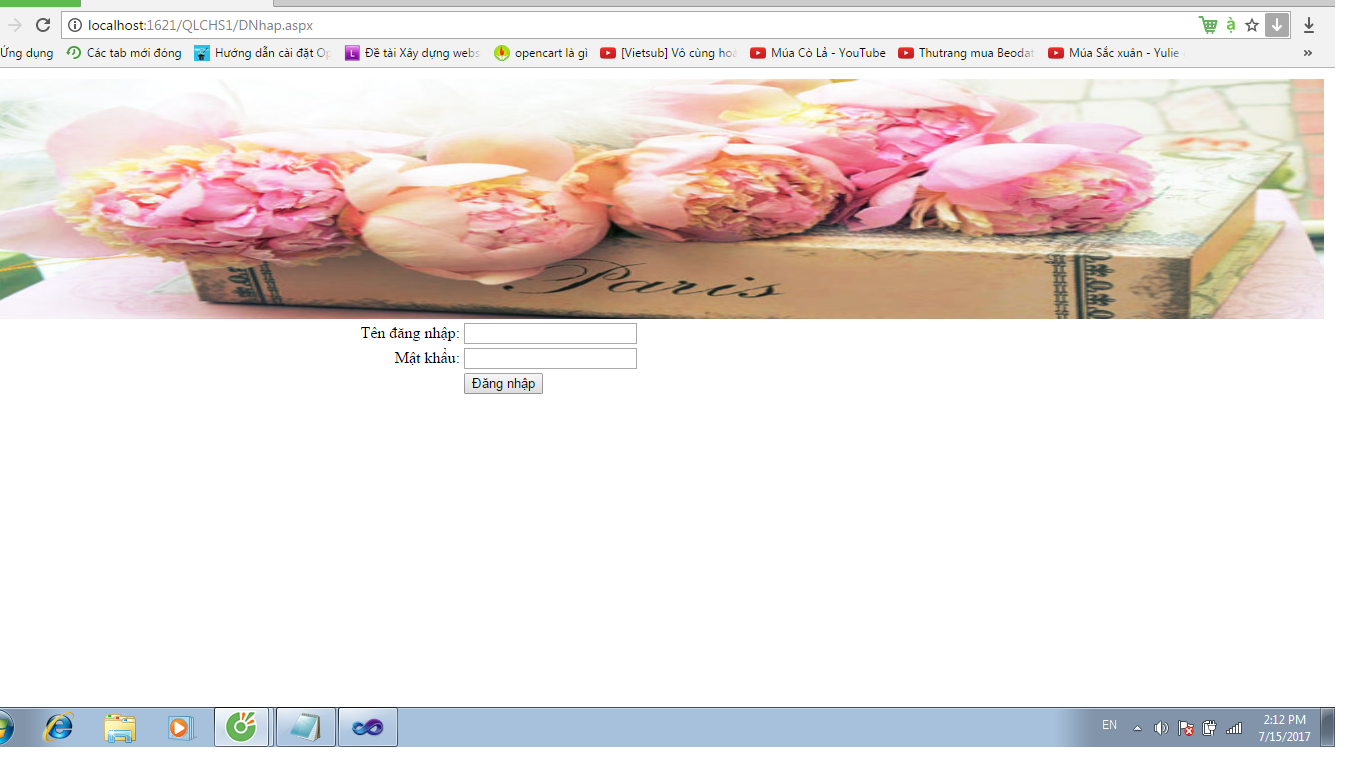 localhost:1621/QLCHS1/DNhap.aspx
Ứng dụng Các tab mới đóng Hướng dẫn cài đặt Op Đề tài Xây dựng webs opencart là gì [Vietsub] Vô cùng hoà Múa Cò Lả - YouTube Thutrang mua Beodat Múa Sắc xuân - Yulie »
Paris
Tên đăng nhập:
Mật khẩu:
Đăng nhập
EN
2:12 PM
7/15/2017